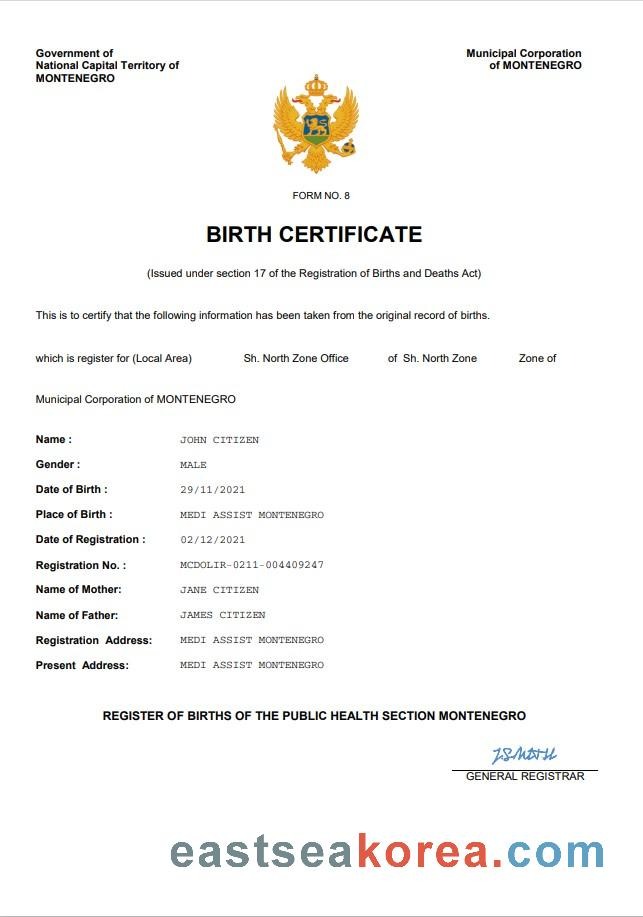 Government of
National Capital Territory of
MONTENEGRO
Municipal Corporation
of MONTENEGRO
FORM NO. 8
BIRTH CERTIFICATE
(Issued under section 17 of the Registration of Births and Deaths Act)
This is to certify that the following information has been taken from the original record of births.
which is register for (Local Area) Sh. North Zone Office of Sh. North Zone Zone of
Municipal Corporation of MONTENEGRO
Name : JOHN CITIZEN
Gender : MALE
Date of Birth : 29/11/2021
Place of Birth : MEDI ASSIST MONTENEGRO
Date of Registration : 02/12/2021
Registration No. : MCDOLIR-0211-004409247
Name of Mother: JANE CITIZEN
Name of Father: JAMES CITIZEN
Registration Address: MEDI ASSIST MONTENEGRO
Present Address: MEDI ASSIST MONTENEGRO
REGISTER OF BIRTHS OF THE PUBLIC HEALTH SECTION MONTENEGRO
GENERAL REGISTRAR
eastseakorea.com